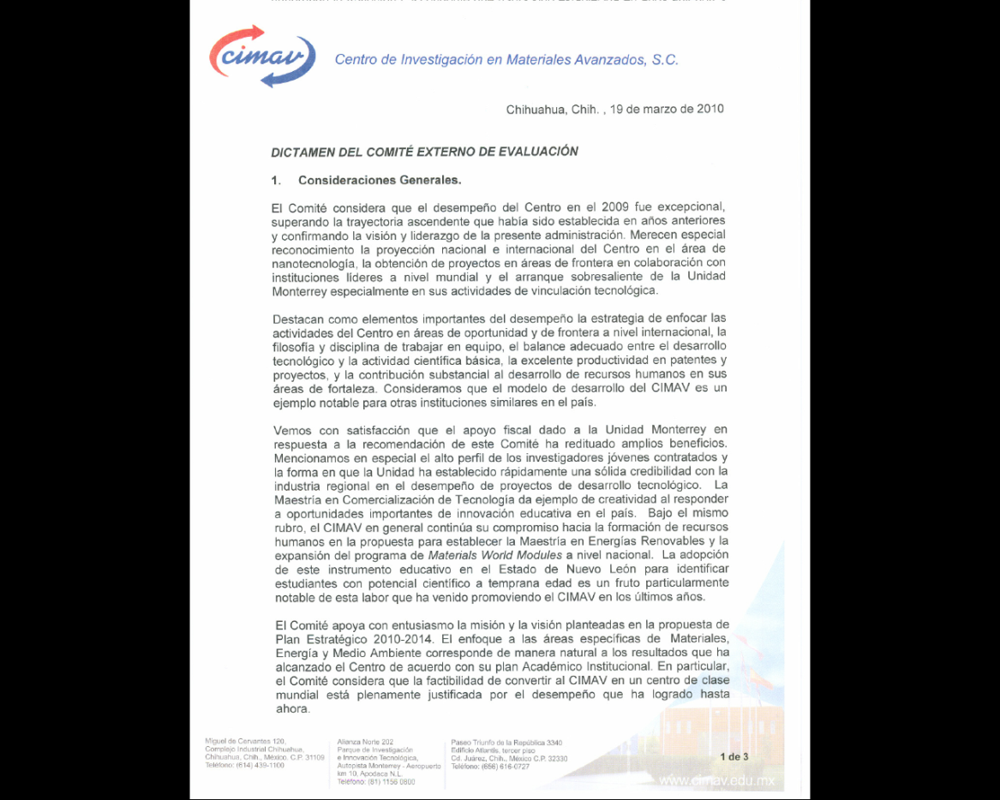 cimav
Centro de Investigación en Materiales Avanzados, S.C.
Chihuahua, Chih. , 19 de marzo de 2010
DICTAMEN DEL COMITÉ EXTERNO DE EVALUACIÓN
1. Consideraciones Generales.
El Comité considera que el desempeño del Centro en el 2009 fue excepcional,
superando la trayectoria ascendente que había sido establecida en años anteriores
y confirmando la visión y liderazgo de la presente administración. Merecen especial
reconocimiento la proyección nacional e internacional del Centro en el área de
nanotecnología, la obtención de proyectos en áreas de frontera en colaboración con
instituciones líderes a nivel mundial y el arranque sobresaliente de la Unidad
Monterrey especialmente en sus actividades de vinculación tecnológica.
Destacan como elementos importantes del desempeño la estrategia de enfocar las
actividades del Centro en áreas de oportunidad y de frontera a nivel internacional, la
filosofía y disciplina de trabajar en equipo, el balance adecuado entre el desarrollo
tecnológico y la actividad científica básica, la excelente productividad en patentes y
proyectos, y la contribución substancial al desarrollo de recursos humanos en sus
áreas de fortaleza. Consideramos que el modelo de desarrollo del CIMAV es un
ejemplo notable para otras instituciones similares en el país.
Vemos con satisfacción que el apoyo fiscal dado a la Unidad Monterrey en
respuesta a la recomendación de este Comité ha redituado amplios beneficios.
Mencionamos en especial el alto perfil de los investigadores jóvenes contratados y
la forma en que la Unidad ha establecido rápidamente una sólida credibilidad con la
industria regional en el desempeño de proyectos de desarrollo tecnológico. La
Maestría en Comercialización de Tecnología da ejemplo de creatividad al responder
a oportunidades importantes de innovación educativa en el país. Bajo el mismo
rubro, el CIMAV en general continúa su compromiso hacia la formación de recursos
humanos en la propuesta para establecer la Maestría en Energías Renovables y la
expansión del programa de Materials World Modules a nivel nacional. La adopción
de este instrumento educativo en el Estado de Nuevo León para identificar
estudiantes con potencial científico a temprana edad es un fruto particularmente
notable de esta labor que ha venido promoviendo el CIMAV en los últimos años.
El Comité apoya con entusiasmo la misión y la visión planteadas en la propuesta de
Plan Estratégico 2010-2014. El enfoque a las áreas específicas de Materiales,
Energía y Medio Ambiente corresponde de manera natural a los resultados que ha
alcanzado el Centro de acuerdo con su plan Académico Institucional. En particular,
el Comité considera que la factibilidad de convertir al CIMAV en un centro de clase
mundial está plenamente justificada por el desempeño que ha logrado hasta
ahora.
Miguel de Cervantes 120,
Complejo Industrial Chihuahua,
Chihuahua, Chih., México. C.P. 31109
Teléfono: (614) 439-1100
Alianza Norte 202
Parque de Investigación
e Innovación Tecnológica,
Autopista Monterrey - Aeropuerto
km 10, Apodaca N.L.
Teléfono: (81) 1156 0800
Paseo Triunfo de la República 3340
Edificio Atlantis, tercer piso
Cd. Juárez, Chih., México C.P. 32330
Teléfono: (656) 616-0727
1 de 3
www.cimav.edu.mx